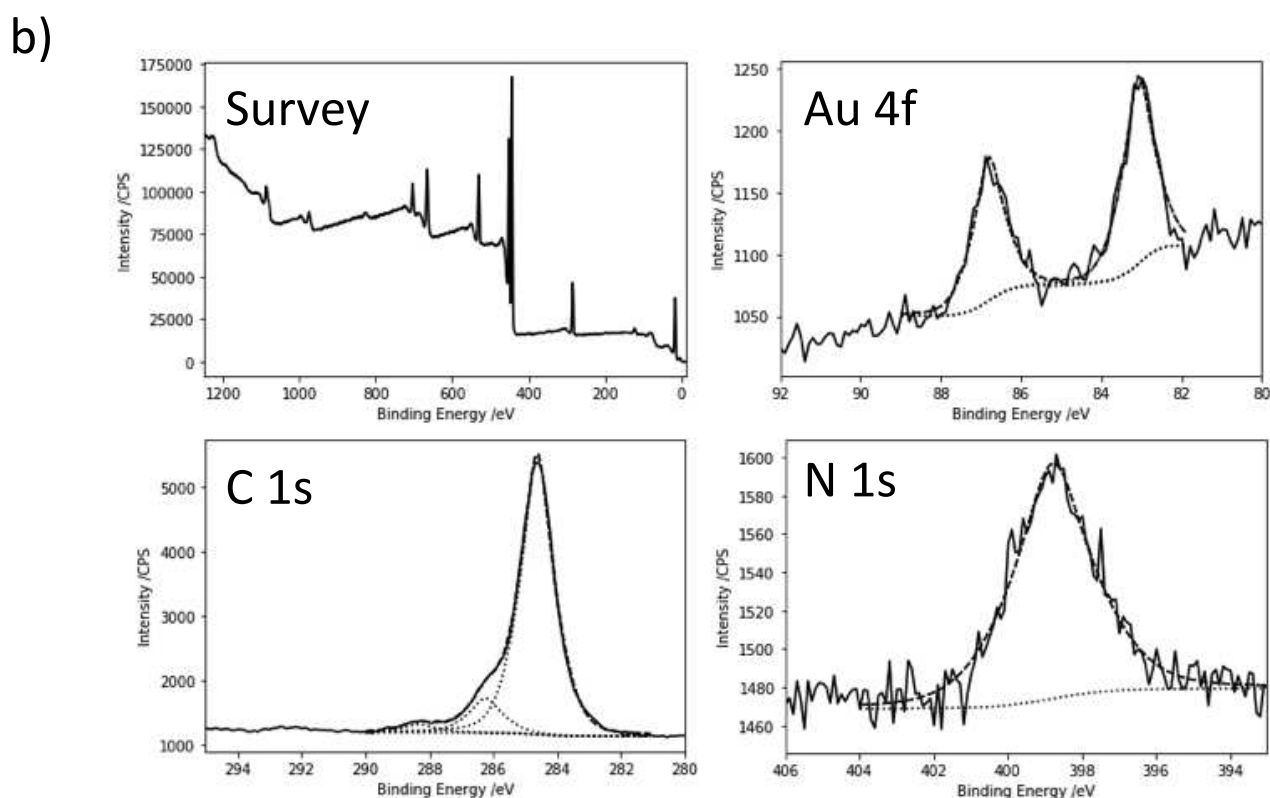 b)
Survey
Intensity /CPS
175000
150000
125000
100000
75000
50000
25000
0
1200 1000 800 600 400 200 0
Binding Energy /eV
Au 4f
Intensity /CPS
1250
1200
1150
1100
1050
92 90 88 86 84 82 80
Binding Energy /eV
C 1s
Intensity /CPS
5000
4000
3000
2000
1000
294 292 290 288 286 284 282 280
Binding Energy /eV
N 1s
Intensity /CPS
1600
1580
1560
1540
1520
1500
1480
1460
406 404 402 400 398 396 394
Binding Energy /eV